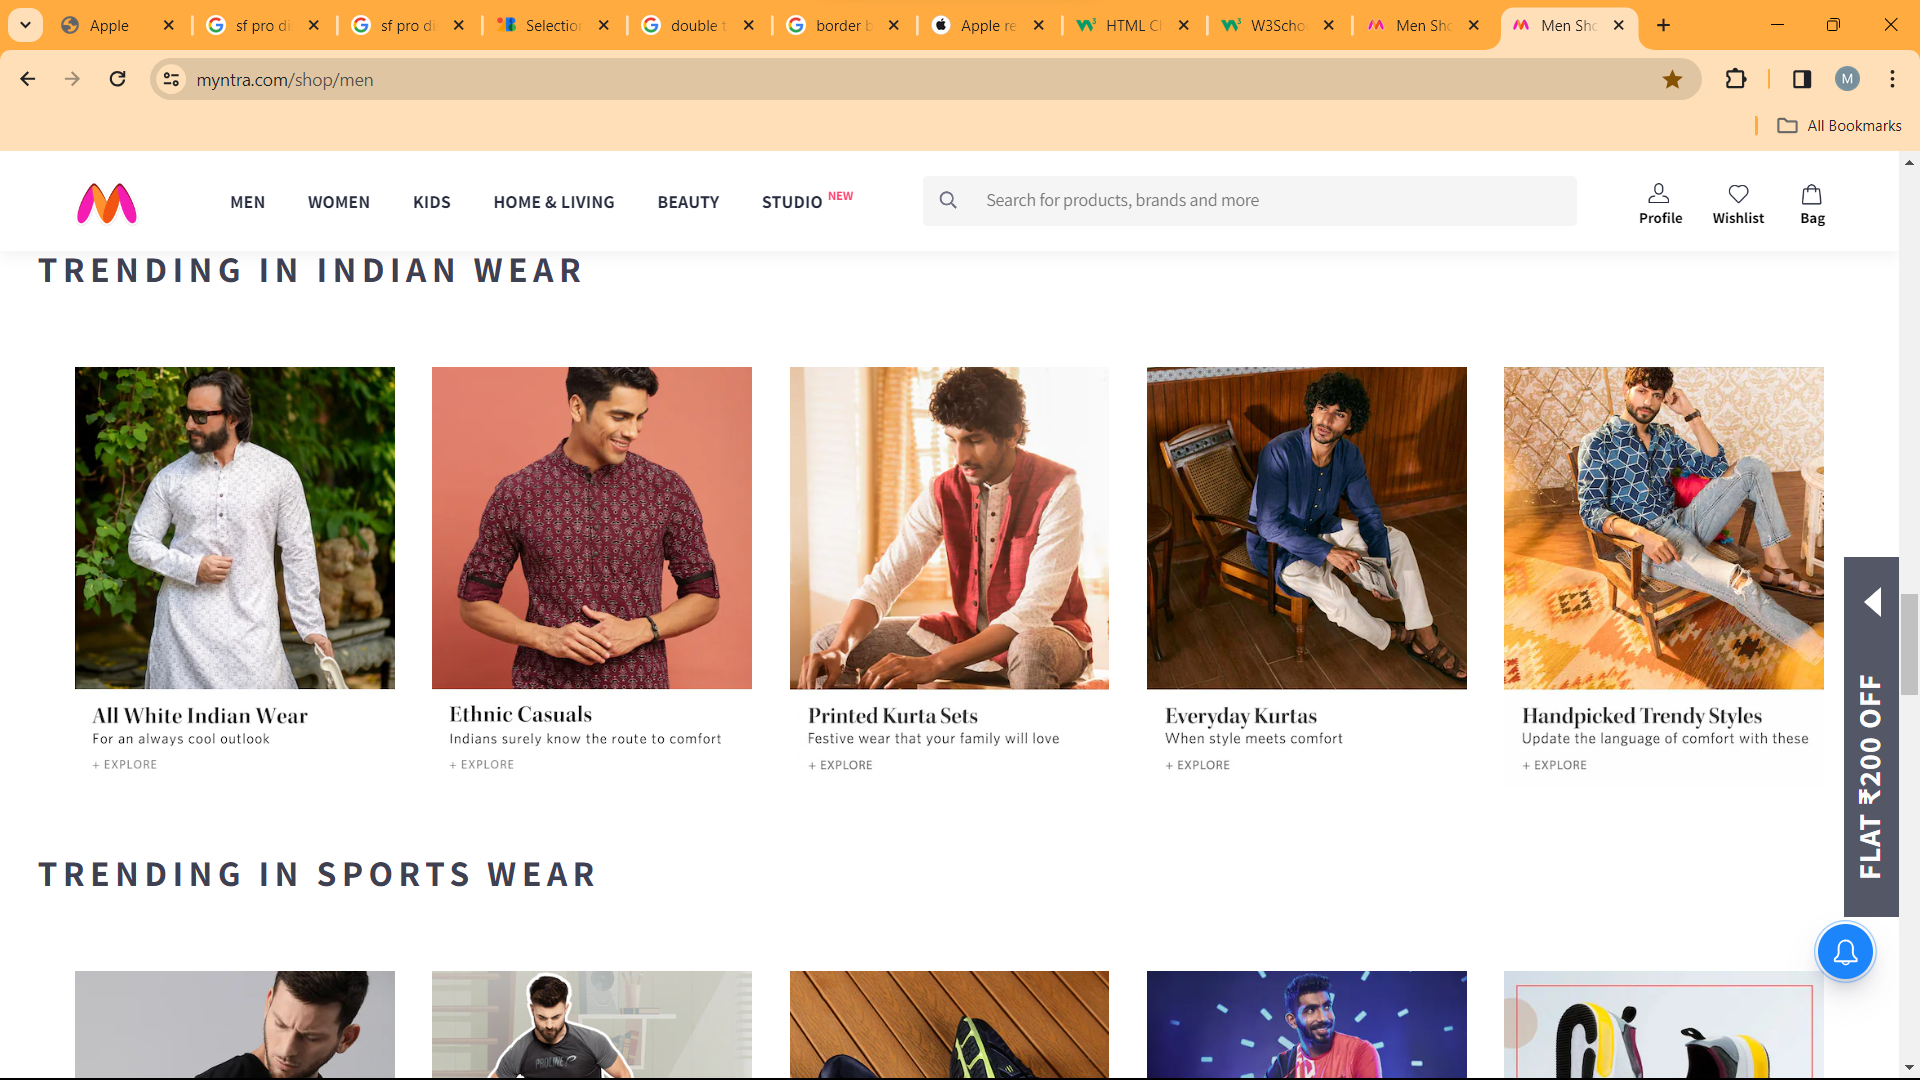 Apple
sf pro di
sf pro di
Selection
double t
border b
Apple re
HTML C
W3Scho
Men Sho
Men Sho
myntra.com/shop/men
M
All Bookmarks
MEN
WOMEN
KIDS
HOME & LIVING
BEAUTY
STUDIO NEW
Search for products, brands and more
Profile
Wishlist
Bag
TRENDING IN INDIAN WEAR
All White Indian Wear
For an always cool outlook
+ EXPLORE
Ethnic Casuals
Indians surely know the route to comfort
+ EXPLORE
Printed Kurta Sets
Festive wear that your family will love
+ EXPLORE
Everyday Kurtas
When style meets comfort
+ EXPLORE
Handpicked Trendy Styles
Update the language of comfort with these
+ EXPLORE
FLAT ₹200 OFF
TRENDING IN SPORTS WEAR
PROLINE